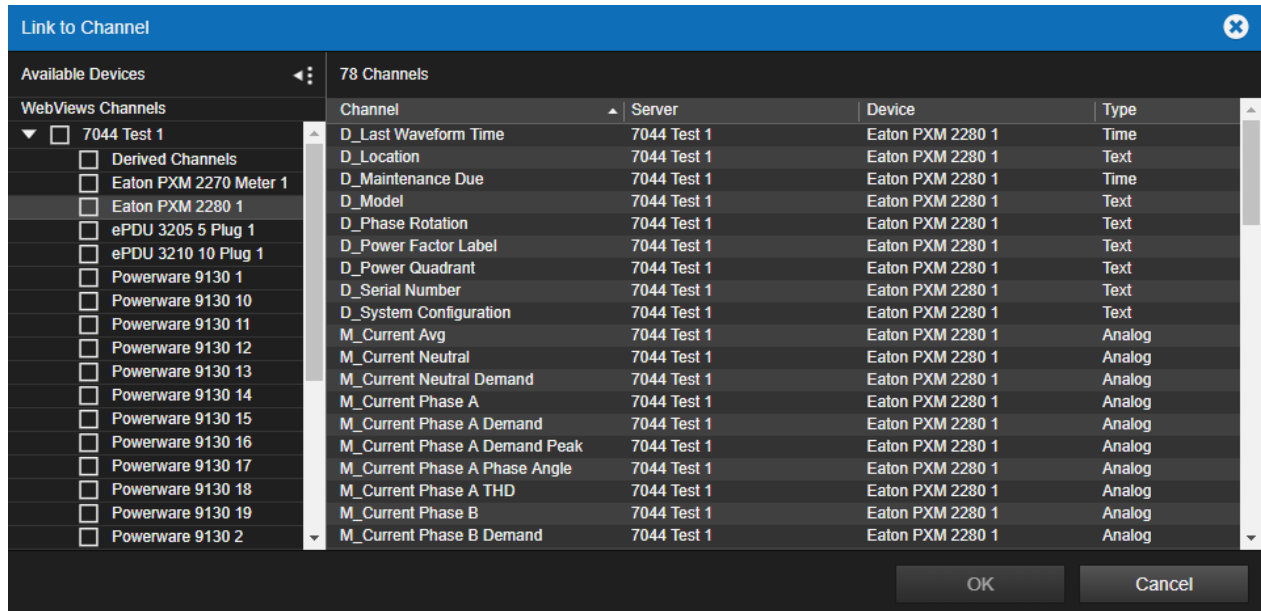 Link to Channel
Available Devices
78 Channels
WebViews Channels
Channel Server Device Type
7044 Test 1
Derived Channels
Eaton PXM 2270 Meter 1
Eaton PXM 2280 1
ePDU 3205 5 Plug 1
ePDU 3210 10 Plug 1
Powerware 9130 1
Powerware 9130 10
Powerware 9130 11
Powerware 9130 12
Powerware 9130 13
Powerware 9130 14
Powerware 9130 15
Powerware 9130 16
Powerware 9130 17
Powerware 9130 18
Powerware 9130 19
Powerware 9130 2
D_Last Waveform Time 7044 Test 1 Eaton PXM 2280 1 Time
D_Location 7044 Test 1 Eaton PXM 2280 1 Text
D_Maintenance Due 7044 Test 1 Eaton PXM 2280 1 Time
D_Model 7044 Test 1 Eaton PXM 2280 1 Text
D_Phase Rotation 7044 Test 1 Eaton PXM 2280 1 Text
D_Power Factor Label 7044 Test 1 Eaton PXM 2280 1 Text
D_Power Quadrant 7044 Test 1 Eaton PXM 2280 1 Text
D_Serial Number 7044 Test 1 Eaton PXM 2280 1 Text
D_System Configuration 7044 Test 1 Eaton PXM 2280 1 Text
M_Current Avg 7044 Test 1 Eaton PXM 2280 1 Analog
M_Current Neutral 7044 Test 1 Eaton PXM 2280 1 Analog
M_Current Neutral Demand 7044 Test 1 Eaton PXM 2280 1 Analog
M_Current Phase A 7044 Test 1 Eaton PXM 2280 1 Analog
M_Current Phase A Demand 7044 Test 1 Eaton PXM 2280 1 Analog
M_Current Phase A Demand Peak 7044 Test 1 Eaton PXM 2280 1 Analog
M_Current Phase A Phase Angle 7044 Test 1 Eaton PXM 2280 1 Analog
M_Current Phase A THD 7044 Test 1 Eaton PXM 2280 1 Analog
M_Current Phase B 7044 Test 1 Eaton PXM 2280 1 Analog
M_Current Phase B Demand 7044 Test 1 Eaton PXM 2280 1 Analog
OK Cancel